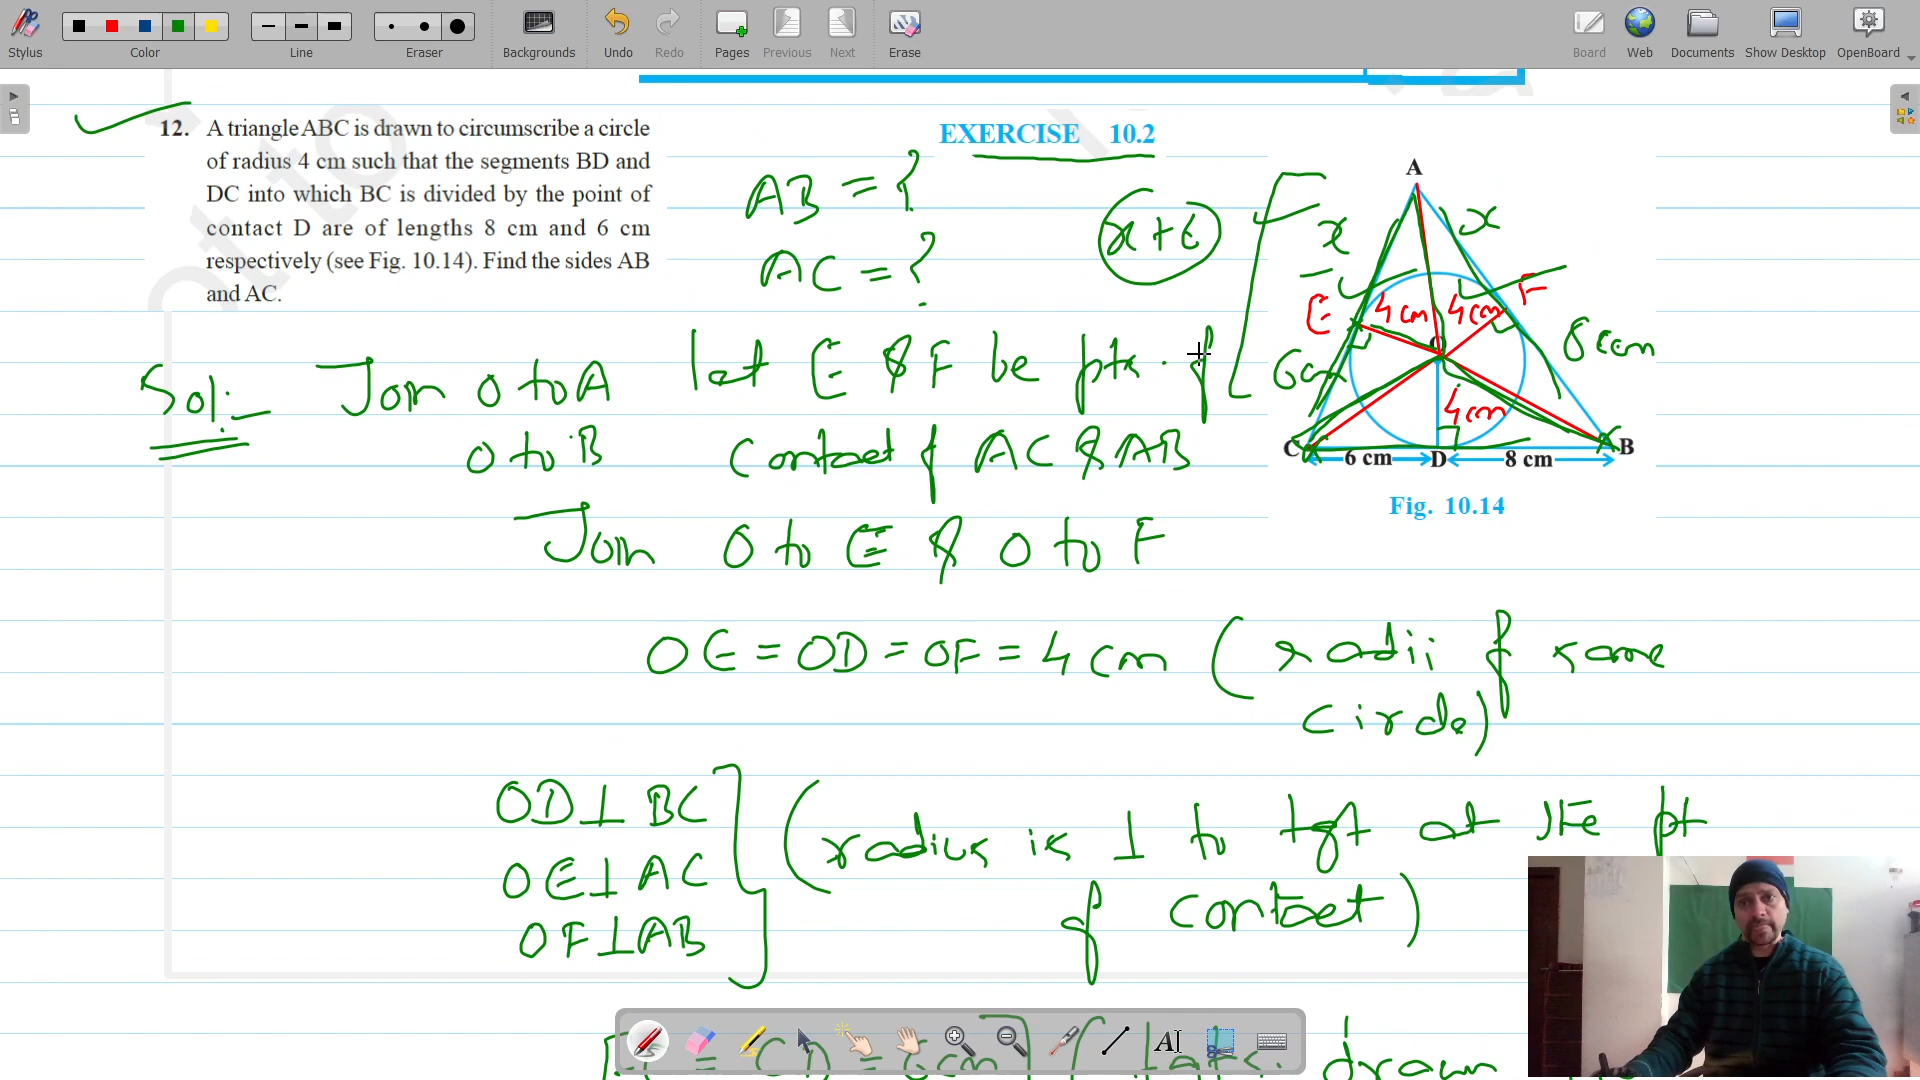 Stylus Color Line Eraser Backgrounds Undo Redo Pages Previous Next Erase Board Web Documents Show Desktop OpenBoard
12. A triangle ABC is drawn to circumscribe a circle
of radius 4 cm such that the segments BD and
DC into which BC is divided by the point of
contact D are of lengths 8 cm and 6 cm
respectively (see Fig. 10.14). Find the sides AB
and AC.
EXERCISE 10.2
AB = ?
AC = ?
x+6
A
x x
E 4cm 4cm F
O
6cm 8cm
4cm
C B
6 cm D 8 cm
Fig. 10.14
Sol:-
Join O to A
O to B
let E & F be pts. of
contact of AC & AB
Join O to E & O to F
OE = OD = OF = 4 cm (radii of same
circle)
OD ⊥ BC
OE ⊥ AC
OF ⊥ AB
(radius is ⊥ to tgt at the pt
of contact)
= CD = 6cm drawn